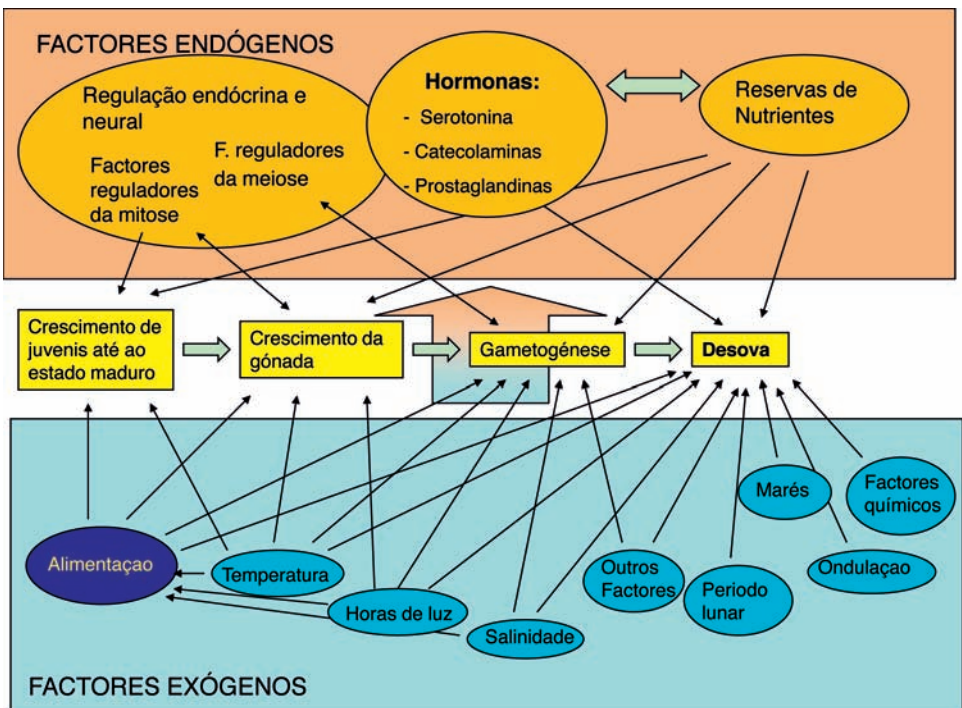 FACTORES ENDÓGENOS
Regulação endócrina e
neural
Factores
reguladores
da mitose
F. reguladores
da meiose
Hormonas:
- Serotonina
- Catecolaminas
- Prostaglandinas
Reservas de
Nutrientes
Crescimento de
juvenis até ao
estado maduro
Crescimento da
gónada
Gametogénese
Desova
Alimentaçao
Temperatura
Horas de luz
Salinidade
Outros
Factores
Periodo
lunar
Marés
Factores
químicos
Ondulaçao
FACTORES EXÓGENOS